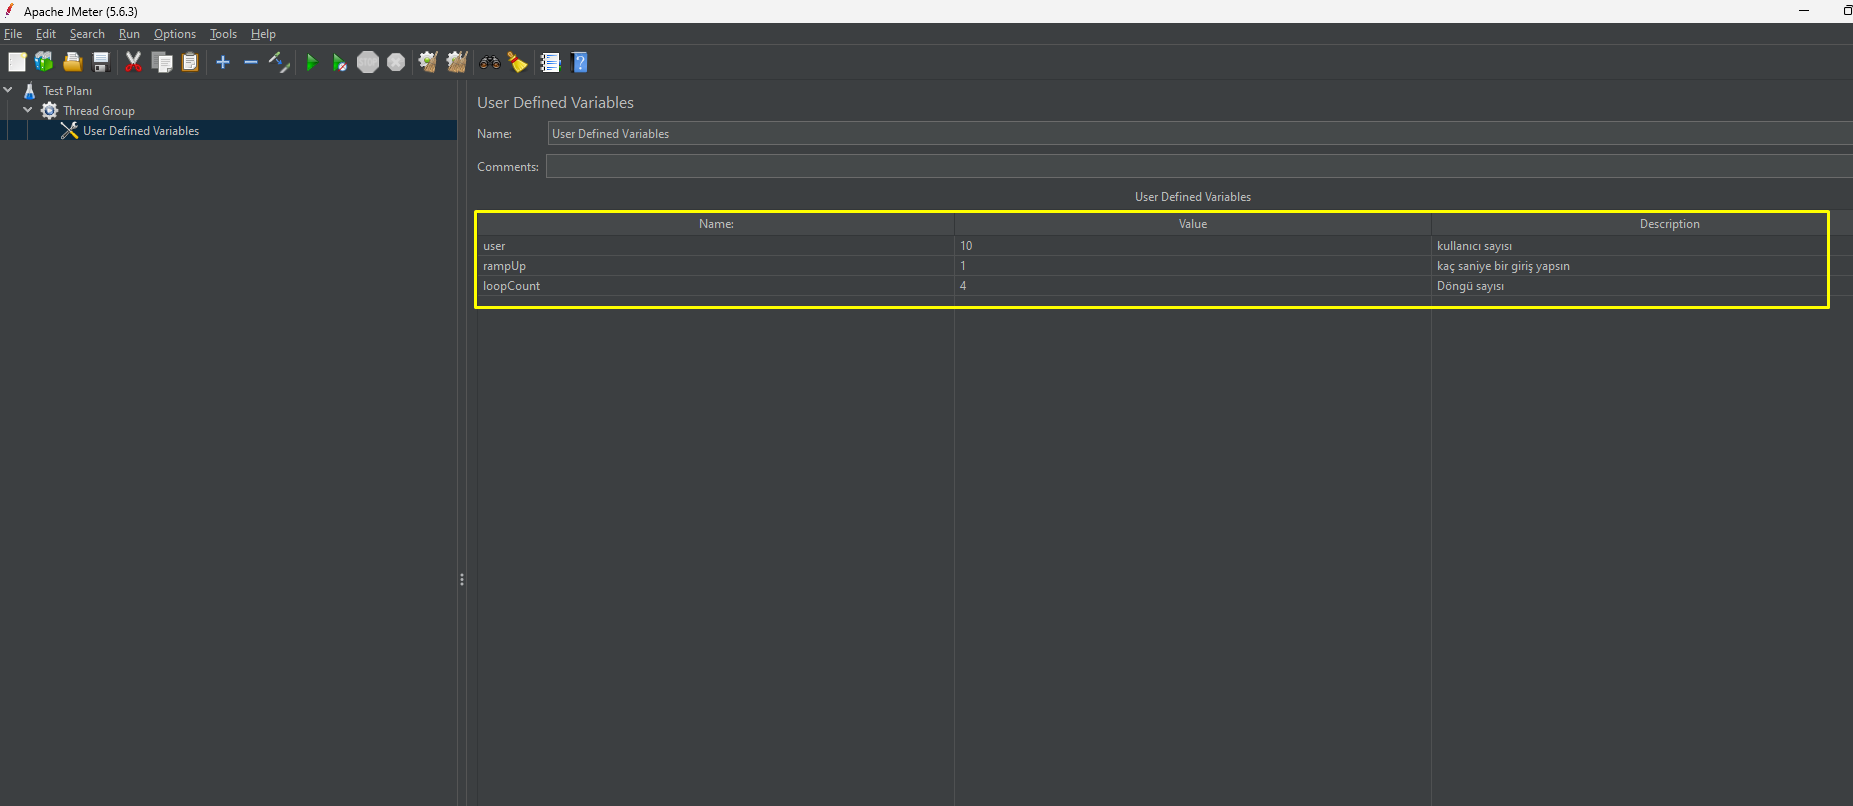 Apache JMeter (5.6.3)
File Edit Search Run Options Tools Help
STOP
Test Planı
Thread Group
User Defined Variables
User Defined Variables
Name: User Defined Variables
Comments:
User Defined Variables
Name: Value Description
user 10 kullanıcı sayısı
rampUp 1 kaç saniye bir giriş yapsın
loopCount 4 Döngü sayısı